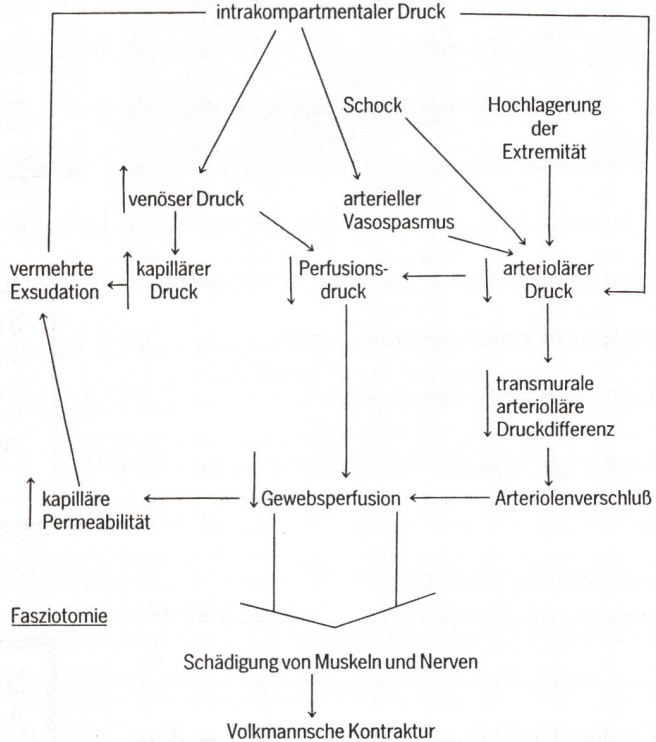 intrakompartmentaler Druck
Schock
Hochlagerung
der
Extremität
venöser Druck
arterieller
Vasospasmus
vermehrte
Exsudation
kapillärer
Druck
Perfusions-
druck
arteriolärer
Druck
transmurale
arteriolläre
Druckdifferenz
kapilläre
Permeabilität
Gewebsperfusion
Arteriolenverschluß
Fasziotomie
Schädigung von Muskeln und Nerven
Volkmannsche Kontraktur